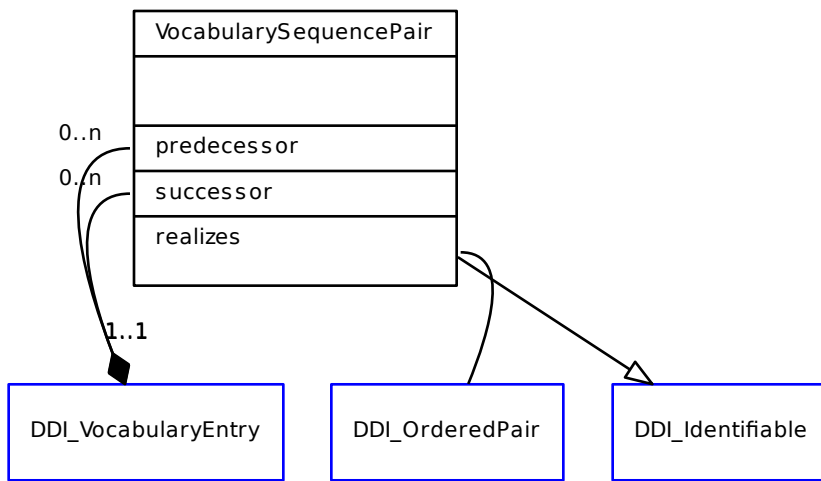 VocabularySequencePair
0..n
predecessor
0..n
successor
realizes
1..1
DDI_VocabularyEntry
DDI_OrderedPair
DDI_Identifiable